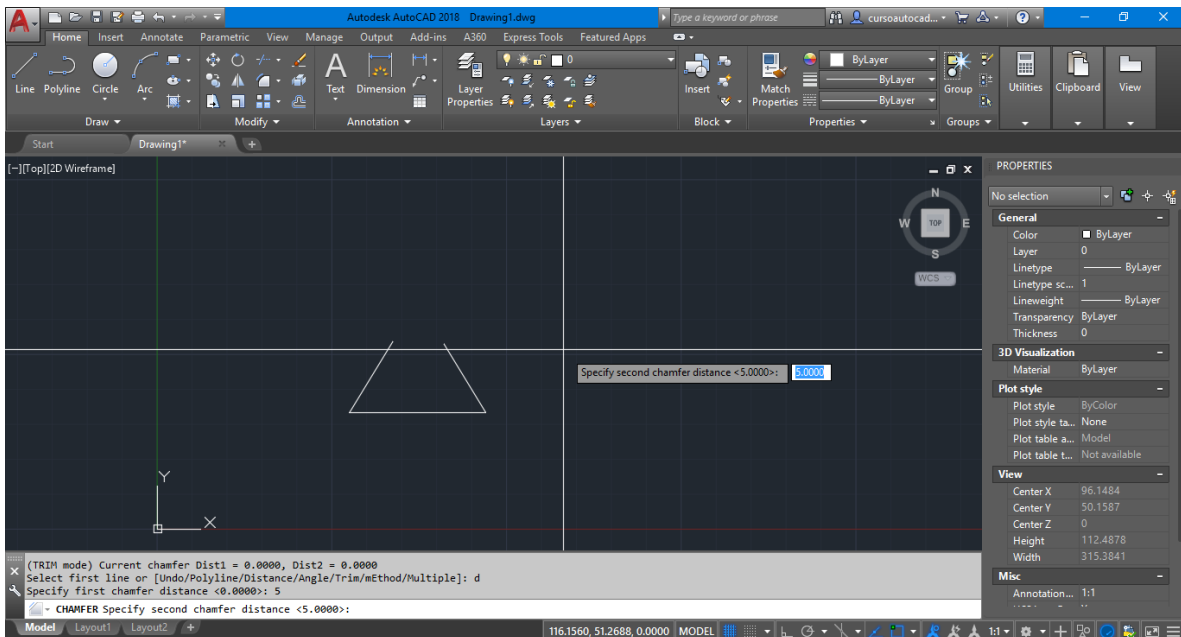 Autodesk AutoCAD 2018 Drawing1.dwg
Type a keyword or phrase
cursoautocad...
Home Insert Annotate Parametric View Manage Output Add-ins A360 Express Tools Featured Apps
0
ByLayer
ByLayer
ByLayer
Line Polyline Circle Arc
Text Dimension
Layer Properties
Insert
Match Properties
Group
Utilities
Clipboard
View
Draw
Modify
Annotation
Layers
Block
Properties
Groups
Start
Drawing1*
[−][Top][2D Wireframe]
N
W TOP E
S
WCS
Specify second chamfer distance <5.0000>: 5.0000
Y
X
PROPERTIES
No selection
General
Color ByLayer
Layer 0
Linetype ByLayer
Linetype sc... 1
Lineweight ByLayer
Transparency ByLayer
Thickness 0
3D Visualization
Material ByLayer
Plot style
Plot style ByColor
Plot style ta... None
Plot table a... Model
Plot table t... Not available
View
Center X 96.1484
Center Y 50.1587
Center Z 0
Height 112.4878
Width 315.3841
Misc
Annotation... 1:1
(TRIM mode) Current chamfer Dist1 = 0.0000, Dist2 = 0.0000
Select first line or [Undo/Polyline/Distance/Angle/Trim/mEthod/Multiple]: d
Specify first chamfer distance <0.0000>: 5
CHAMFER Specify second chamfer distance <5.0000>:
Model Layout1 Layout2 +
116.1560, 51.2688, 0.0000 MODEL 1:1